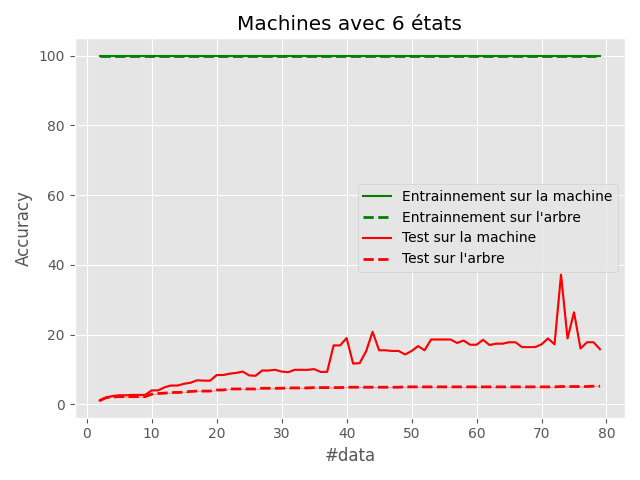 Machines avec 6 états
Accuracy
100
80
60
40
20
0
Entrainnement sur la machine
Entrainnement sur l'arbre
Test sur la machine
Test sur l'arbre
0 10 20 30 40 50 60 70 80
#data